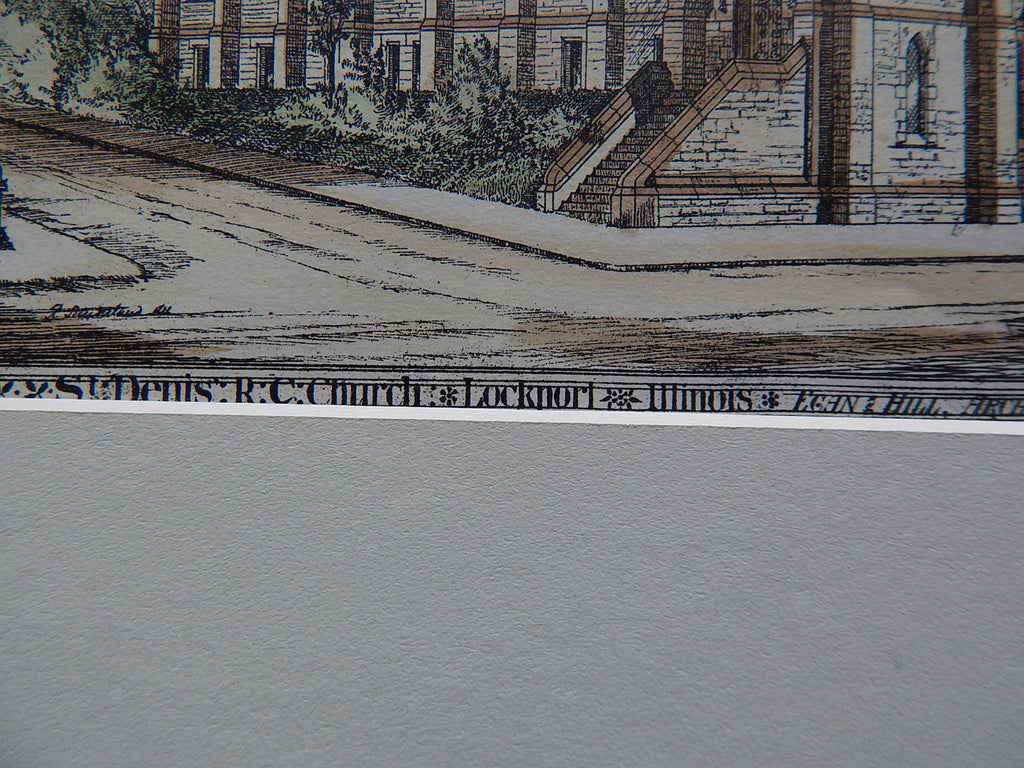 St. Denis: R: C: Church * Lockport * Illinois * EGAN & HILL, ARCH